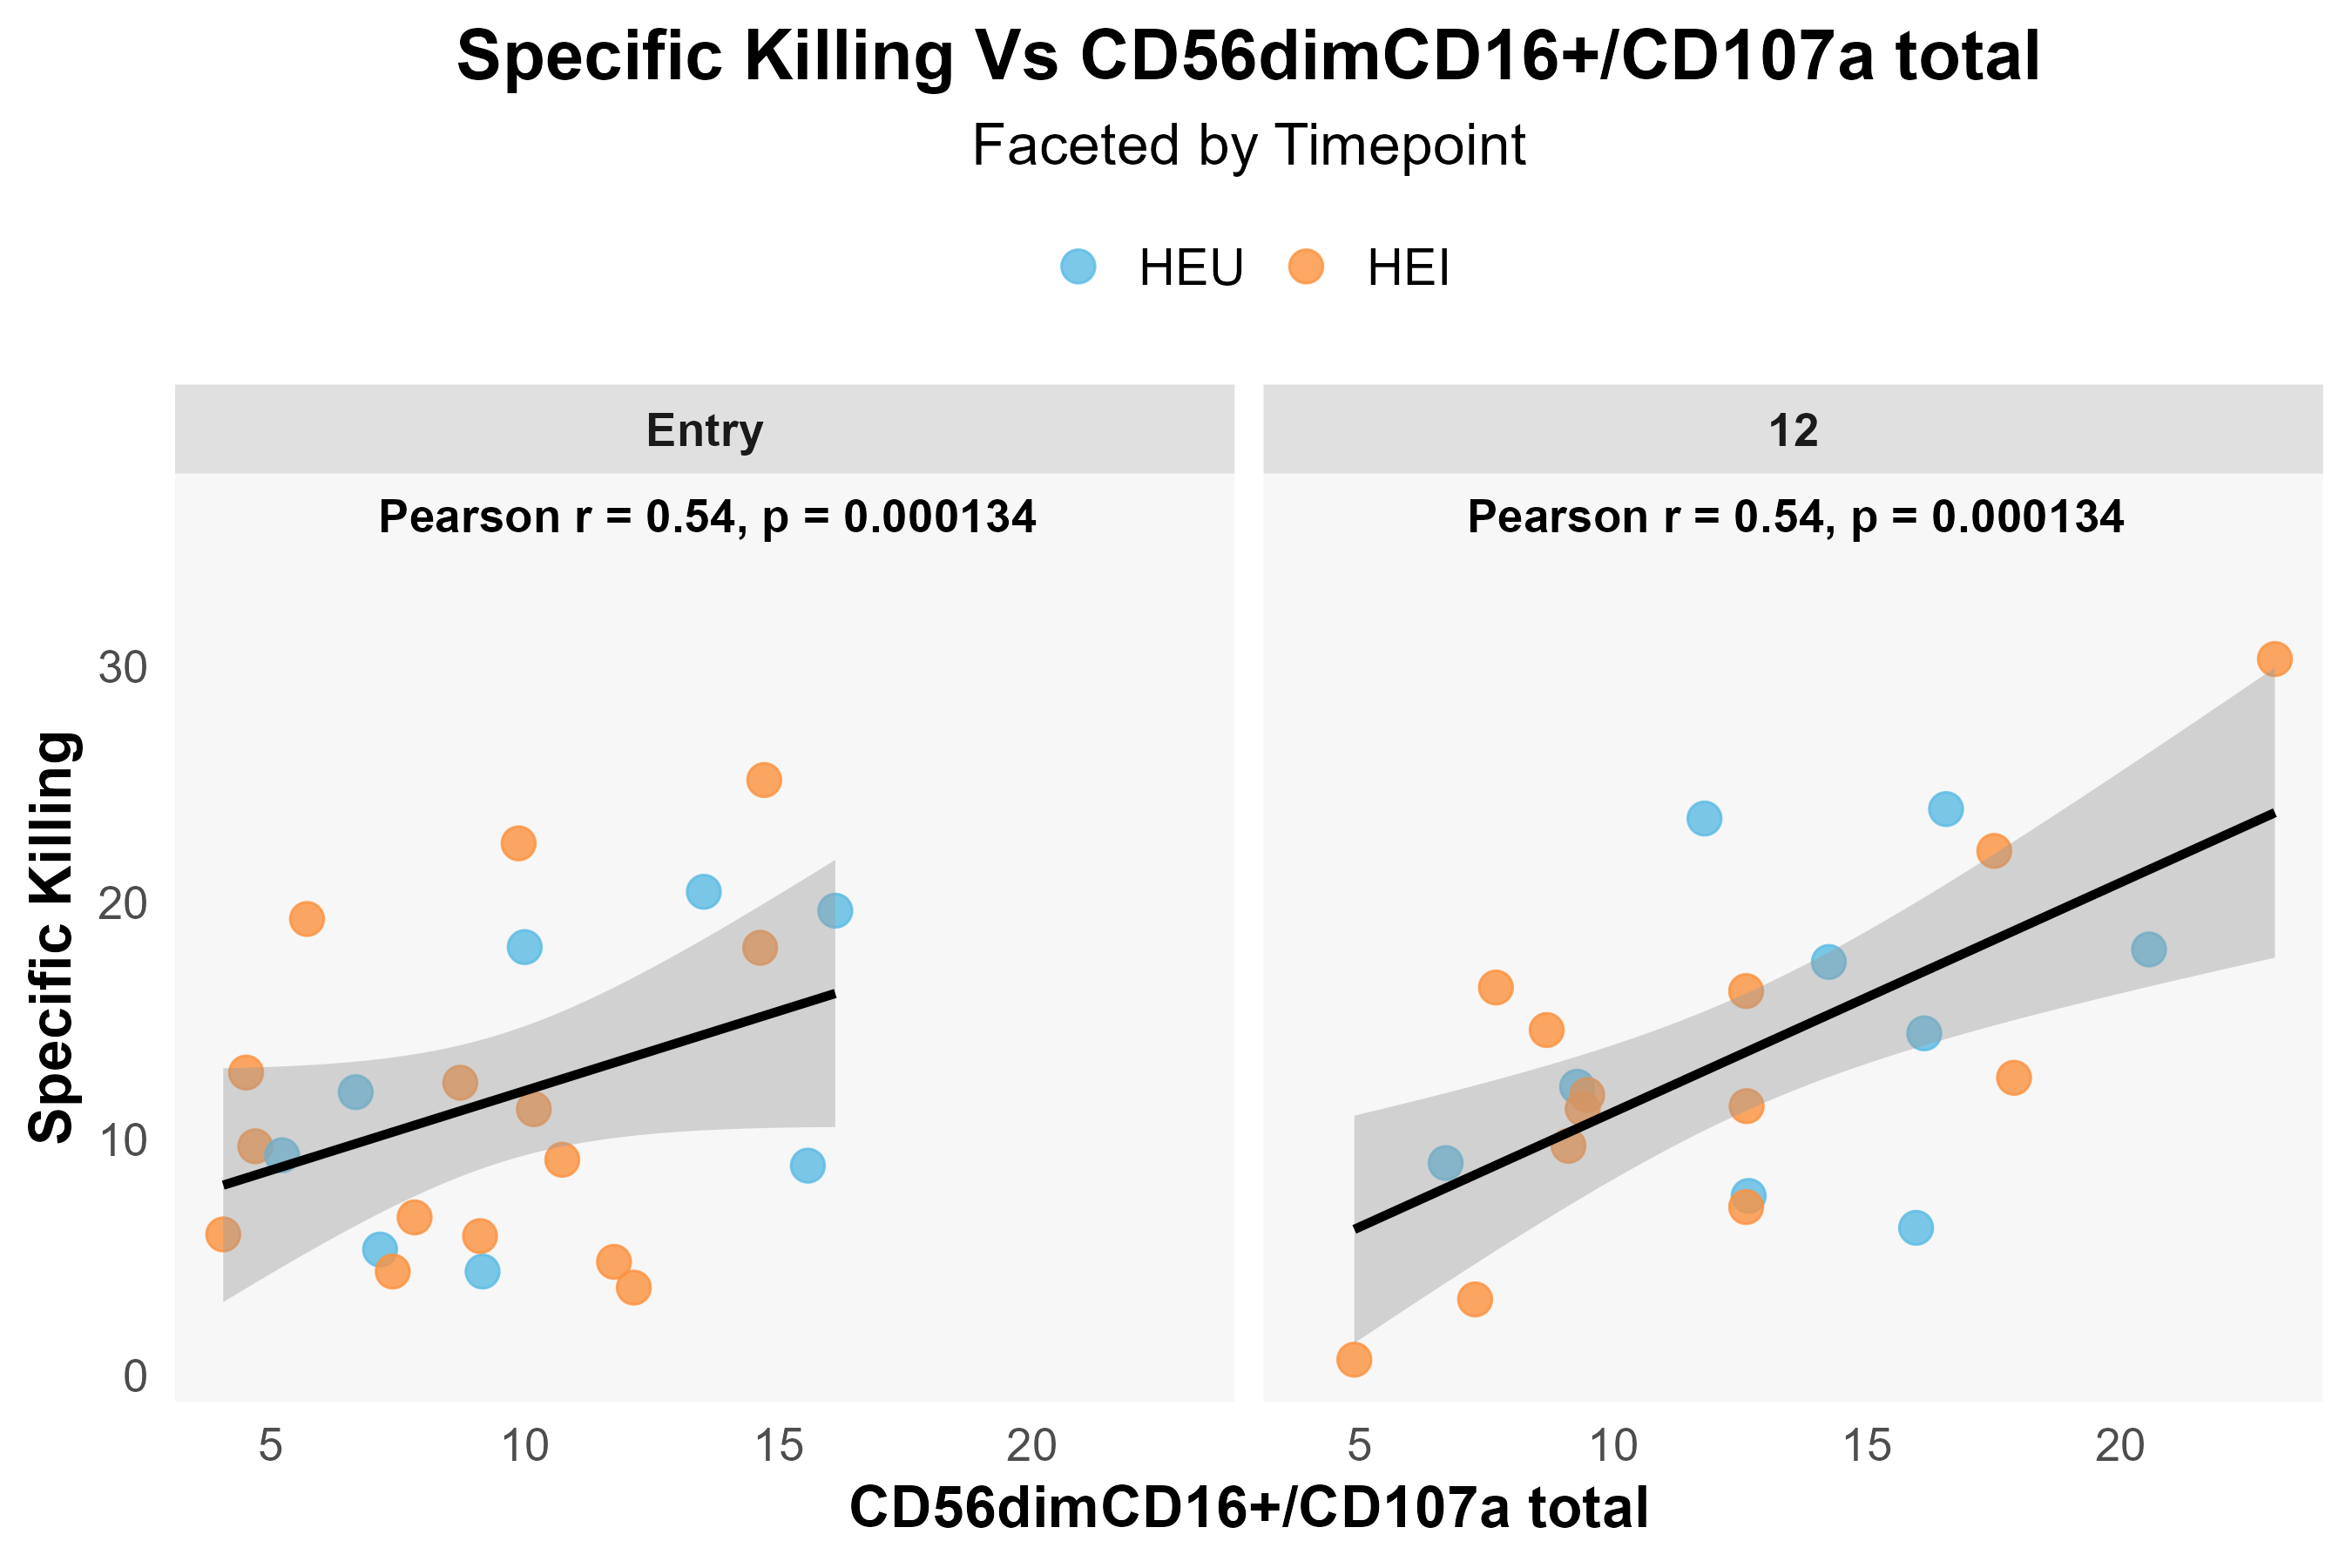 Specific Killing Vs CD56dimCD16+/CD107a total
Faceted by Timepoint
HEU HEI
Entry 12
Pearson r = 0.54, p = 0.000134 Pearson r = 0.54, p = 0.000134
30
20
10
0
Specific Killing
5 10 15 20 5 10 15 20
CD56dimCD16+/CD107a total